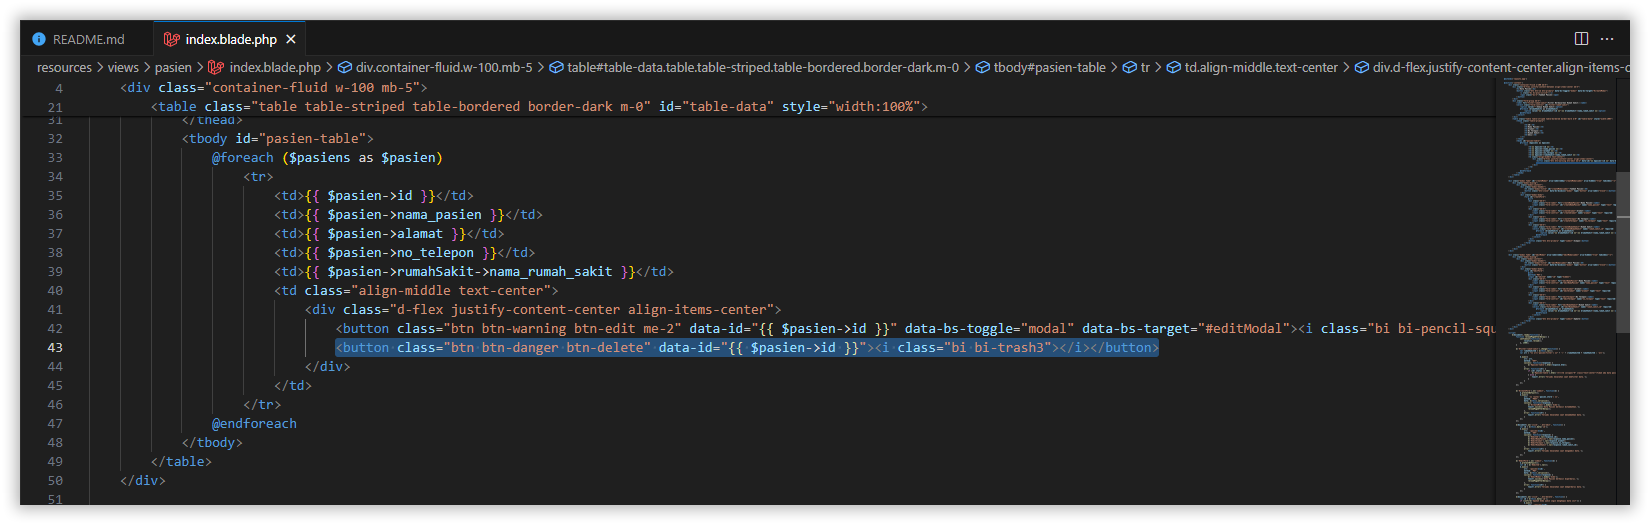 README.md
index.blade.php
resources > views > pasien > index.blade.php > div.container-fluid.w-100.mb-5 > table#table-data.table.table-striped.table-bordered.border-dark.m-0 > tbody#pasien-table > tr > td.align-middle.text-center > div.d-flex.justify-content-center.align-items-c
4 <div class="container-fluid w-100 mb-5">
21 <table class="table table-striped table-bordered border-dark m-0" id="table-data" style="width:100%">
31 </thead>
32 <tbody id="pasien-table">
33 @foreach ($pasiens as $pasien)
34 <tr>
35 <td>{{ $pasien->id }}</td>
36 <td>{{ $pasien->nama_pasien }}</td>
37 <td>{{ $pasien->alamat }}</td>
38 <td>{{ $pasien->no_telepon }}</td>
39 <td>{{ $pasien->rumahSakit->nama_rumah_sakit }}</td>
40 <td class="align-middle text-center">
41 <div class="d-flex justify-content-center align-items-center">
42 <button class="btn btn-warning btn-edit me-2" data-id="{{ $pasien->id }}" data-bs-toggle="modal" data-bs-target="#editModal"><i class="bi bi-pencil-squ
43 <button class="btn btn-danger btn-delete" data-id="{{ $pasien->id }}"><i class="bi bi-trash3"></i></button>
44 </div>
45 </td>
46 </tr>
47 @endforeach
48 </tbody>
49 </table>
50 </div>
51